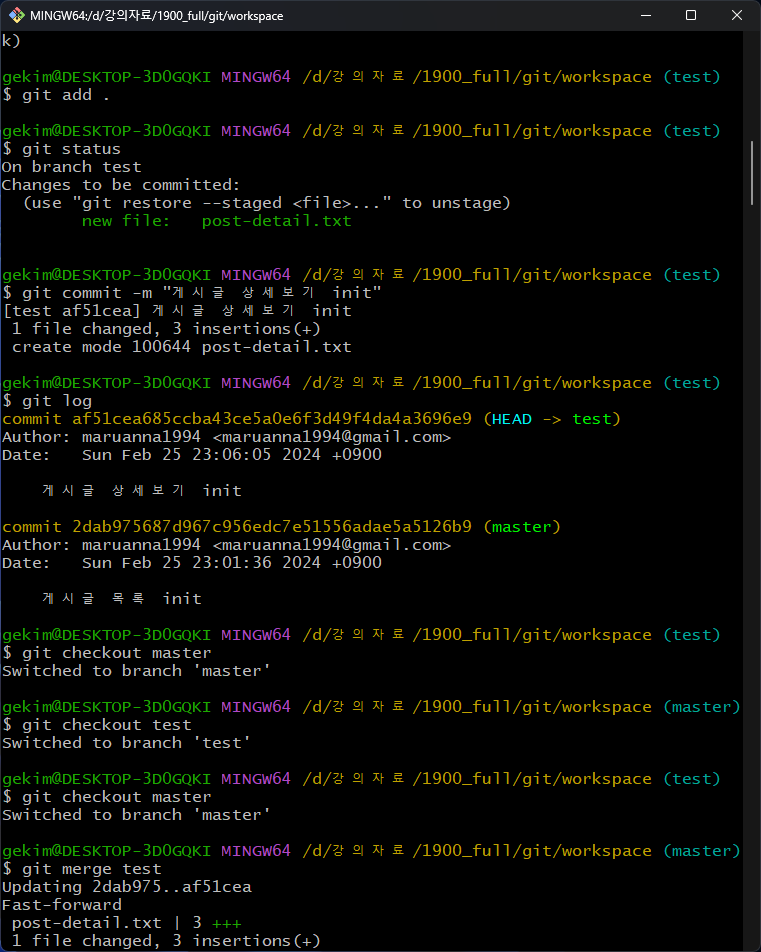 MINGW64:/d/강의자료/1900_full/git/workspace
k)
gekim@DESKTOP-3DOGQKI MINGW64 /d/강의자료/1900_full/git/workspace (test)
$ git add .
gekim@DESKTOP-3DOGQKI MINGW64 /d/강의자료/1900_full/git/workspace (test)
$ git status
On branch test
Changes to be committed:
  (use "git restore --staged <file>..." to unstage)
        new file:   post-detail.txt
gekim@DESKTOP-3DOGQKI MINGW64 /d/강의자료/1900_full/git/workspace (test)
$ git commit -m "게시글 상세보기 init"
[test af51cea] 게시글 상세보기 init
 1 file changed, 3 insertions(+)
 create mode 100644 post-detail.txt
gekim@DESKTOP-3DOGQKI MINGW64 /d/강의자료/1900_full/git/workspace (test)
$ git log
commit af51cea685ccba43ce5a0e6f3d49f4da4a3696e9 (HEAD -> test)
Author: maruanna1994 <maruanna1994@gmail.com>
Date:   Sun Feb 25 23:06:05 2024 +0900
    게시글 상세보기 init
commit 2dab975687d967c956edc7e51556adae5a5126b9 (master)
Author: maruanna1994 <maruanna1994@gmail.com>
Date:   Sun Feb 25 23:01:36 2024 +0900
    게시글 목록 init
gekim@DESKTOP-3DOGQKI MINGW64 /d/강의자료/1900_full/git/workspace (test)
$ git checkout master
Switched to branch 'master'
gekim@DESKTOP-3DOGQKI MINGW64 /d/강의자료/1900_full/git/workspace (master)
$ git checkout test
Switched to branch 'test'
gekim@DESKTOP-3DOGQKI MINGW64 /d/강의자료/1900_full/git/workspace (test)
$ git checkout master
Switched to branch 'master'
gekim@DESKTOP-3DOGQKI MINGW64 /d/강의자료/1900_full/git/workspace (master)
$ git merge test
Updating 2dab975..af51cea
Fast-forward
 post-detail.txt | 3 +++
 1 file changed, 3 insertions(+)